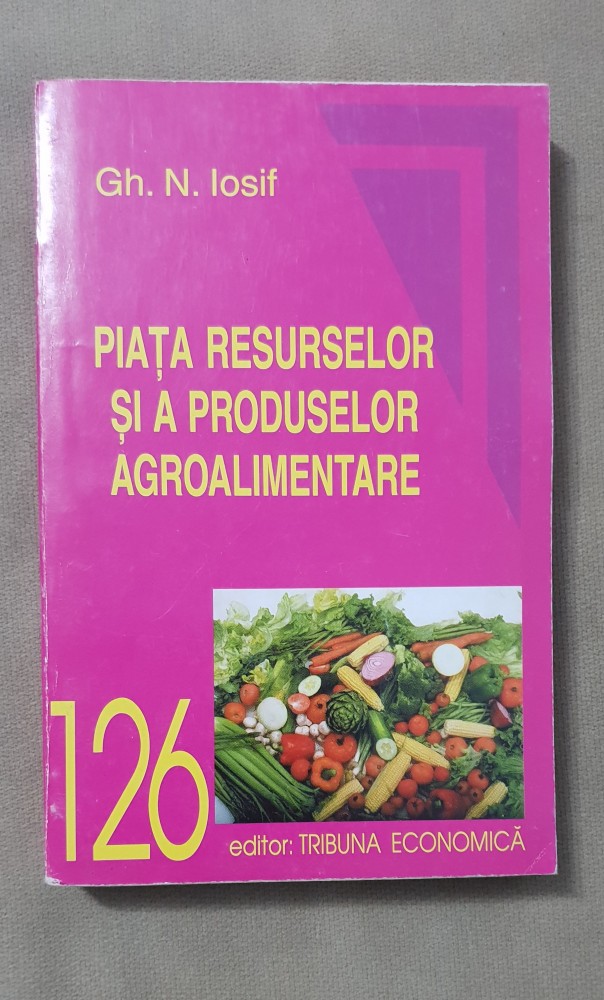 Gh. N. Iosif
PIAȚA RESURSELOR
ȘI A PRODUSELOR
AGROALIMENTARE
126
editor: TRIBUNA ECONOMICĂ